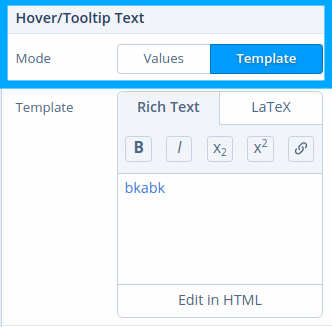 Hover/Tooltip Text
Mode Values Template
Template Rich Text LaTeX
B I x₂ x²
bkabk
Edit in HTML